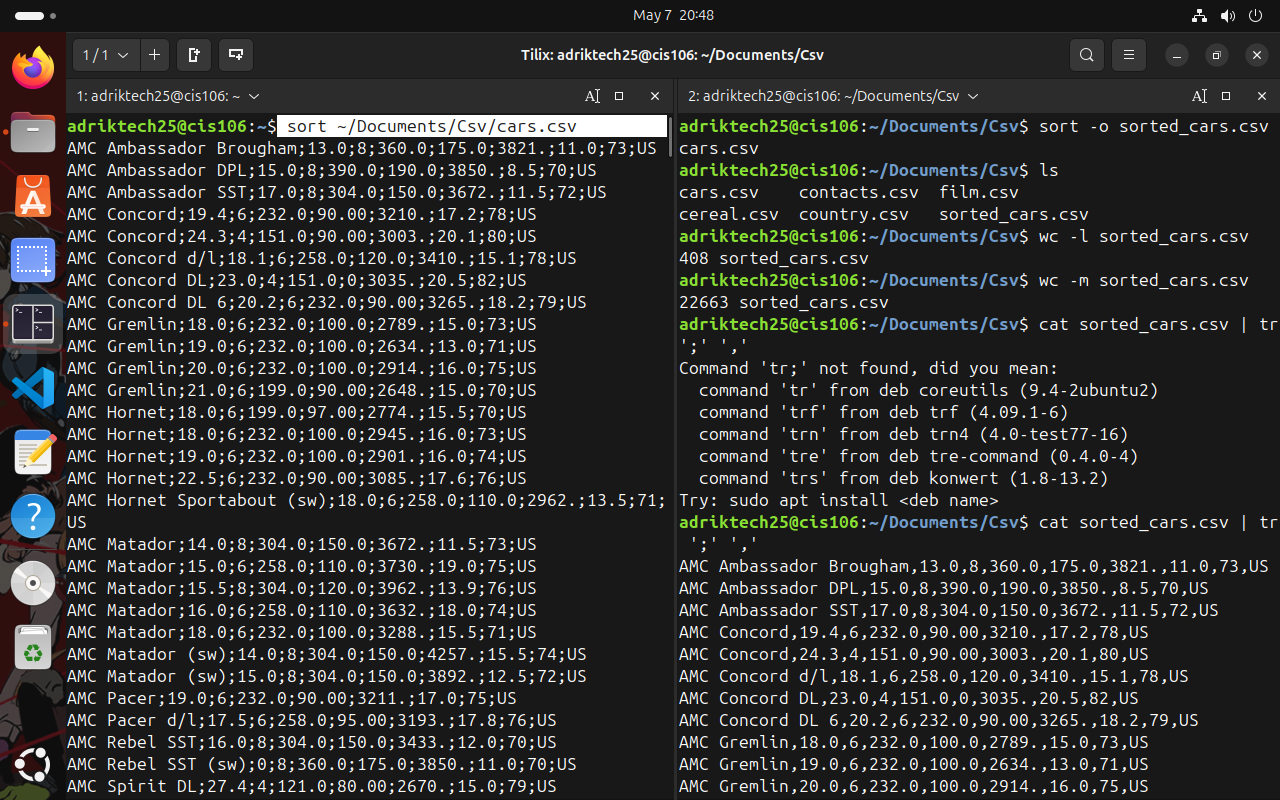 May 7 20:48
1 / 1
Tilix: adriktech25@cis106: ~/Documents/Csv
1: adriktech25@cis106: ~
adriktech25@cis106:~$ sort ~/Documents/Csv/cars.csv
AMC Ambassador Brougham;13.0;8;360.0;175.0;3821.;11.0;73;US
AMC Ambassador DPL;15.0;8;390.0;190.0;3850.;8.5;70;US
AMC Ambassador SST;17.0;8;304.0;150.0;3672.;11.5;72;US
AMC Concord;19.4;6;232.0;90.00;3210.;17.2;78;US
AMC Concord;24.3;4;151.0;90.00;3003.;20.1;80;US
AMC Concord d/l;18.1;6;258.0;120.0;3410.;15.1;78;US
AMC Concord DL;23.0;4;151.0;0;3035.;20.5;82;US
AMC Concord DL 6;20.2;6;232.0;90.00;3265.;18.2;79;US
AMC Gremlin;18.0;6;232.0;100.0;2789.;15.0;73;US
AMC Gremlin;19.0;6;232.0;100.0;2634.;13.0;71;US
AMC Gremlin;20.0;6;232.0;100.0;2914.;16.0;75;US
AMC Gremlin;21.0;6;199.0;90.00;2648.;15.0;70;US
AMC Hornet;18.0;6;199.0;97.00;2774.;15.5;70;US
AMC Hornet;18.0;6;232.0;100.0;2945.;16.0;73;US
AMC Hornet;19.0;6;232.0;100.0;2901.;16.0;74;US
AMC Hornet;22.5;6;232.0;90.00;3085.;17.6;76;US
AMC Hornet Sportabout (sw);18.0;6;258.0;110.0;2962.;13.5;71;
US
AMC Matador;14.0;8;304.0;150.0;3672.;11.5;73;US
AMC Matador;15.0;6;258.0;110.0;3730.;19.0;75;US
AMC Matador;15.5;8;304.0;120.0;3962.;13.9;76;US
AMC Matador;16.0;6;258.0;110.0;3632.;18.0;74;US
AMC Matador;18.0;6;232.0;100.0;3288.;15.5;71;US
AMC Matador (sw);14.0;8;304.0;150.0;4257.;15.5;74;US
AMC Matador (sw);15.0;8;304.0;150.0;3892.;12.5;72;US
AMC Pacer;19.0;6;232.0;90.00;3211.;17.0;75;US
AMC Pacer d/l;17.5;6;258.0;95.00;3193.;17.8;76;US
AMC Rebel SST;16.0;8;304.0;150.0;3433.;12.0;70;US
AMC Rebel SST (sw);0;8;360.0;175.0;3850.;11.0;70;US
AMC Spirit DL;27.4;4;121.0;80.00;2670.;15.0;79;US
2: adriktech25@cis106: ~/Documents/Csv
adriktech25@cis106:~/Documents/Csv$ sort -o sorted_cars.csv
cars.csv
adriktech25@cis106:~/Documents/Csv$ ls
cars.csv    contacts.csv  film.csv
cereal.csv  country.csv   sorted_cars.csv
adriktech25@cis106:~/Documents/Csv$ wc -l sorted_cars.csv
408 sorted_cars.csv
adriktech25@cis106:~/Documents/Csv$ wc -m sorted_cars.csv
22663 sorted_cars.csv
adriktech25@cis106:~/Documents/Csv$ cat sorted_cars.csv | tr
';' ','
Command 'tr;' not found, did you mean:
  command 'tr' from deb coreutils (9.4-2ubuntu2)
  command 'trf' from deb trf (4.09.1-6)
  command 'trn' from deb trn4 (4.0-test77-16)
  command 'tre' from deb tre-command (0.4.0-4)
  command 'trs' from deb konwert (1.8-13.2)
Try: sudo apt install <deb name>
adriktech25@cis106:~/Documents/Csv$ cat sorted_cars.csv | tr
 ';' ','
AMC Ambassador Brougham,13.0,8,360.0,175.0,3821.,11.0,73,US
AMC Ambassador DPL,15.0,8,390.0,190.0,3850.,8.5,70,US
AMC Ambassador SST,17.0,8,304.0,150.0,3672.,11.5,72,US
AMC Concord,19.4,6,232.0,90.00,3210.,17.2,78,US
AMC Concord,24.3,4,151.0,90.00,3003.,20.1,80,US
AMC Concord d/l,18.1,6,258.0,120.0,3410.,15.1,78,US
AMC Concord DL,23.0,4,151.0,0,3035.,20.5,82,US
AMC Concord DL 6,20.2,6,232.0,90.00,3265.,18.2,79,US
AMC Gremlin,18.0,6,232.0,100.0,2789.,15.0,73,US
AMC Gremlin,19.0,6,232.0,100.0,2634.,13.0,71,US
AMC Gremlin,20.0,6,232.0,100.0,2914.,16.0,75,US